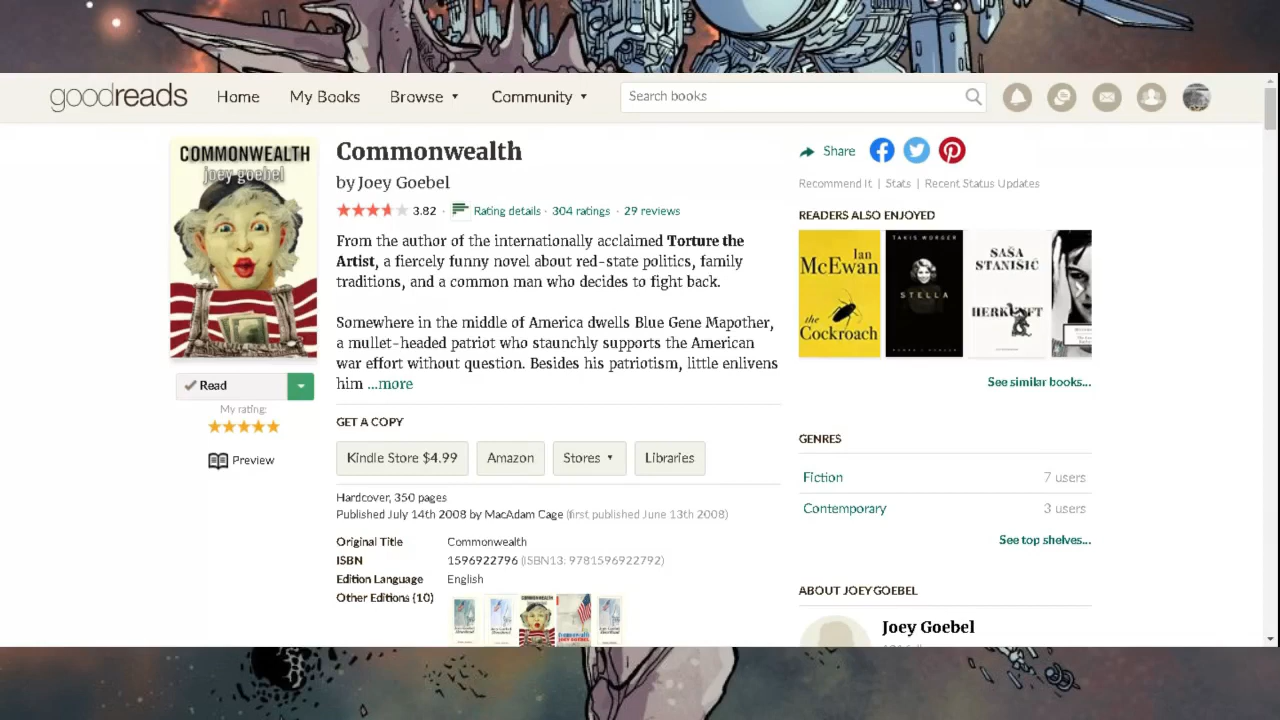 goodreads Home My Books Browse ▼ Community ▼ Search books
COMMONWEALTH
joey goebel
Read
My rating:
Preview
Commonwealth
by Joey Goebel
3.82 · Rating details · 304 ratings · 29 reviews
From the author of the internationally acclaimed Torture the
Artist, a fiercely funny novel about red-state politics, family
traditions, and a common man who decides to fight back.
Somewhere in the middle of America dwells Blue Gene Mapother,
a mullet-headed patriot who staunchly supports the American
war effort without question. Besides his patriotism, little enlivens
him ...more
GET A COPY
Kindle Store $4.99 Amazon Stores ▼ Libraries
Hardcover, 350 pages
Published July 14th 2008 by MacAdam Cage (first published June 13th 2008)
Original Title Commonwealth
ISBN 1596922796 (ISBN13: 9781596922792)
Edition Language English
Other Editions (10)
COMMONWEALTH
Share
Recommend It | Stats | Recent Status Updates
READERS ALSO ENJOYED
Ian
McEwan
the
Cockroach
TAKIS WÜRGER
STELLA
SAŠA
STANIŠIĆ
HERKUNFT
See similar books...
GENRES
Fiction 7 users
Contemporary 3 users
See top shelves...
ABOUT JOEY GOEBEL
Joey Goebel